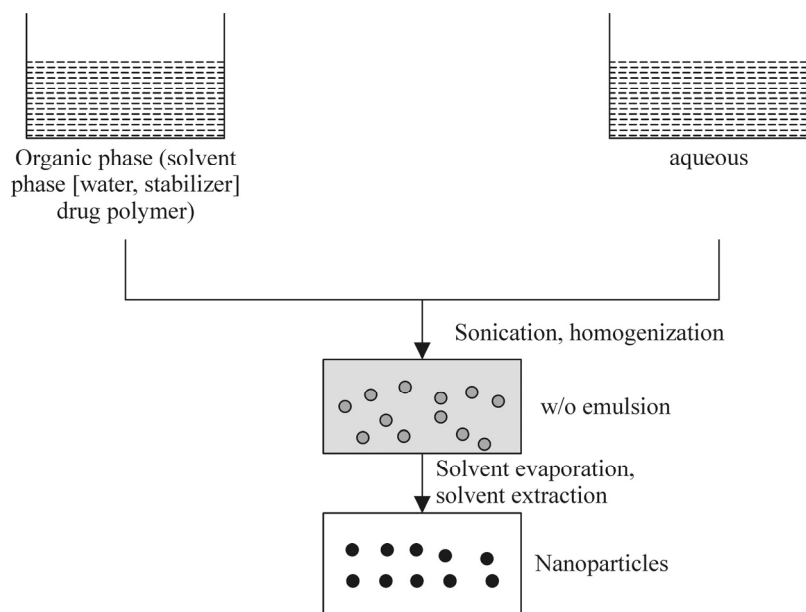 Organic phase (solvent
phase [water, stabilizer]
drug polymer)
aqueous
Sonication, homogenization
w/o emulsion
Solvent evaporation,
solvent extraction
Nanoparticles